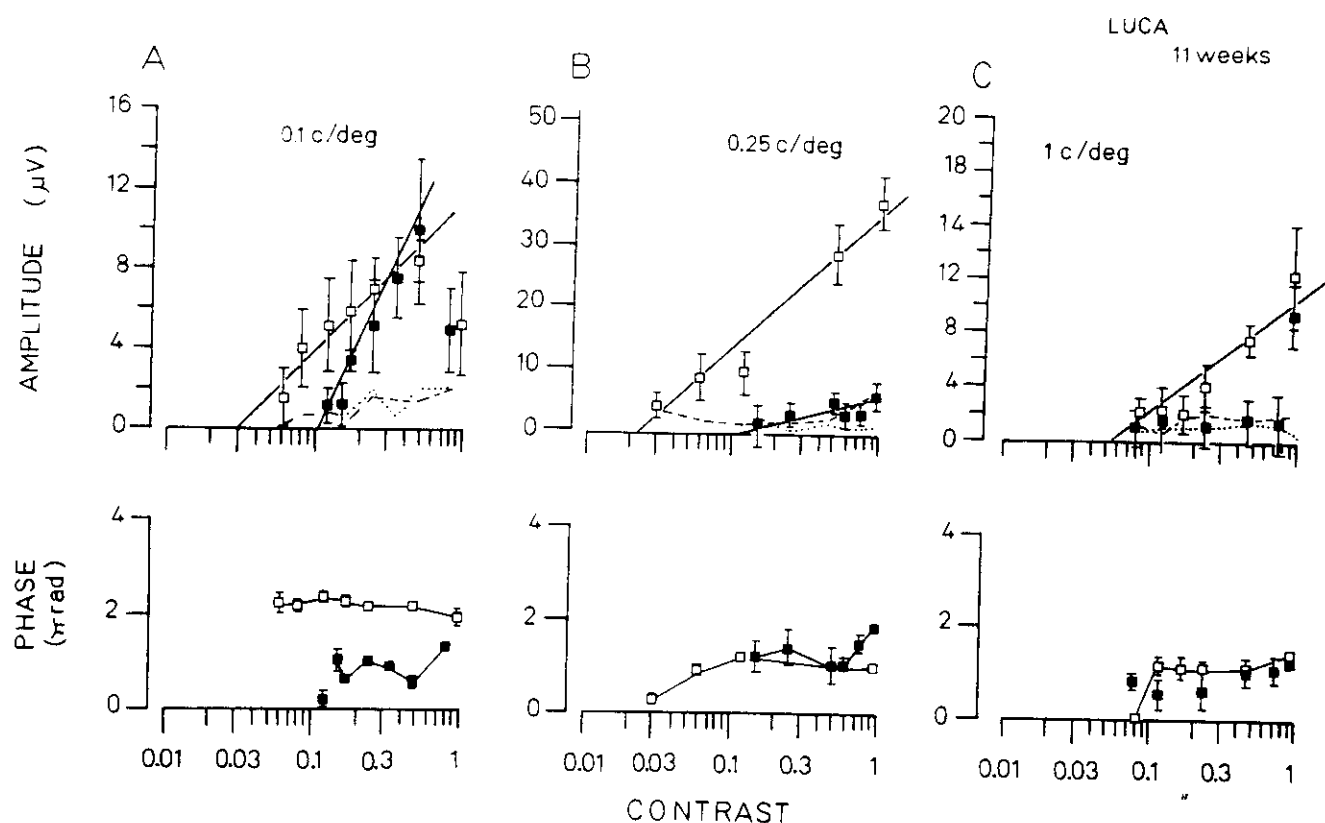 LUCA
11 weeks
A
B
C
0.1 c/deg
0.25 c/deg
1 c/deg
AMPLITUDE (µV)
16
12
8
4
0
50
40
30
20
10
0
20
18
16
14
12
10
8
6
4
2
0
PHASE
(π rad)
4
2
0
4
2
0
4
2
0
0.01 0.03 0.1 0.3 1
0.01 0.03 0.1 0.3 1
0.01 0.03 0.1 0.3 1
CONTRAST